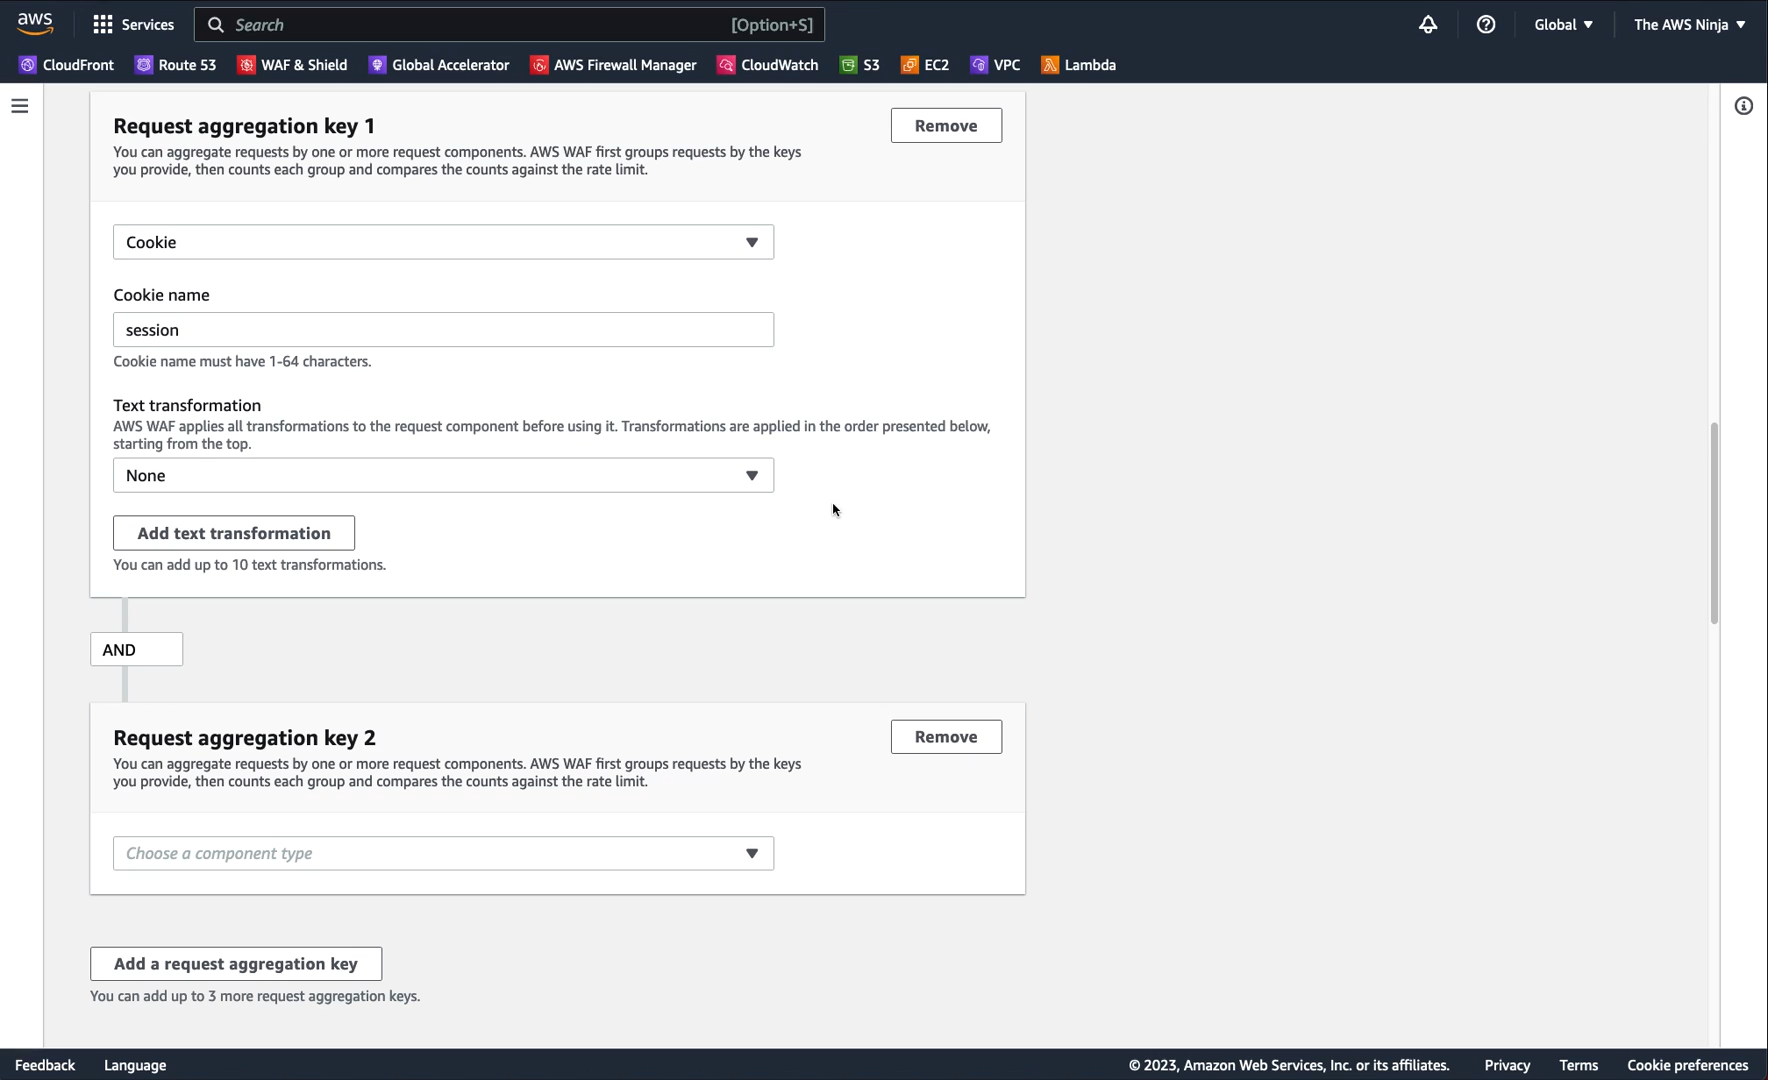 aws
Services
Search
[Option+S]
Global
The AWS Ninja
CloudFront
Route 53
WAF & Shield
Global Accelerator
AWS Firewall Manager
CloudWatch
S3
EC2
VPC
Lambda
Request aggregation key 1
Remove
You can aggregate requests by one or more request components. AWS WAF first groups requests by the keys
you provide, then counts each group and compares the counts against the rate limit.
Cookie
Cookie name
session
Cookie name must have 1-64 characters.
Text transformation
AWS WAF applies all transformations to the request component before using it. Transformations are applied in the order presented below,
starting from the top.
None
Add text transformation
You can add up to 10 text transformations.
AND
Request aggregation key 2
Remove
You can aggregate requests by one or more request components. AWS WAF first groups requests by the keys
you provide, then counts each group and compares the counts against the rate limit.
Choose a component type
Add a request aggregation key
You can add up to 3 more request aggregation keys.
Feedback
Language
© 2023, Amazon Web Services, Inc. or its affiliates.
Privacy
Terms
Cookie preferences